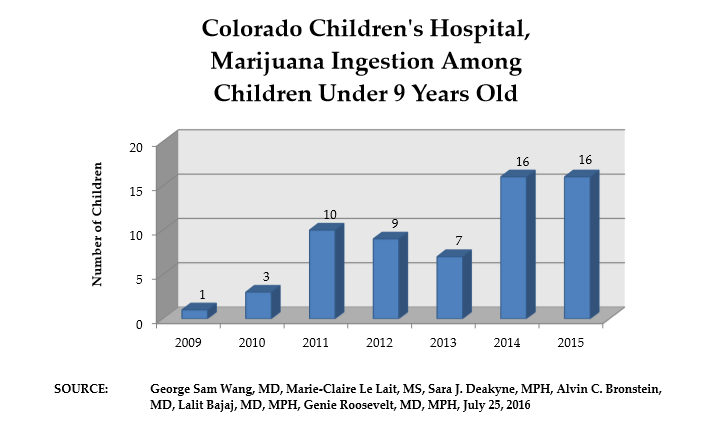 Colorado Children's Hospital,
Marijuana Ingestion Among
Children Under 9 Years Old
Number of Children
20
15
10
5
0
1
3
10
9
7
16
16
2009 2010 2011 2012 2013 2014 2015
SOURCE: George Sam Wang, MD, Marie-Claire Le Lait, MS, Sara J. Deakyne, MPH, Alvin C. Bronstein,
MD, Lalit Bajaj, MD, MPH, Genie Roosevelt, MD, MPH, July 25, 2016